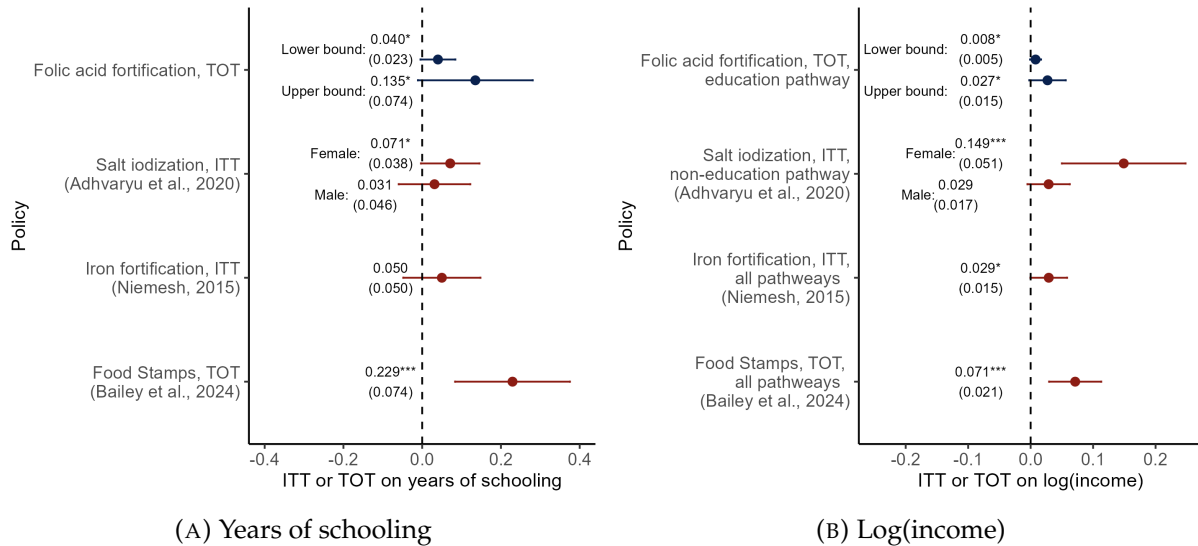 Policy
Folic acid fortification, TOT
Salt iodization, ITT
(Adhvaryu et al., 2020)
Iron fortification, ITT
(Niemesh, 2015)
Food Stamps, TOT
(Bailey et al., 2024)
Lower bound:
0.040*
(0.023)
Upper bound:
0.135*
(0.074)
Female:
0.071*
(0.038)
Male:
0.031
(0.046)
0.050
(0.050)
0.229***
(0.074)
-0.4 -0.2 0.0 0.2 0.4
ITT or TOT on years of schooling
(A) Years of schooling
Policy
Folic acid fortification, TOT,
education pathway
Salt iodization, ITT,
non-education pathway
(Adhvaryu et al., 2020)
Iron fortification, ITT,
all pathweays
(Niemesh, 2015)
Food Stamps, TOT,
all pathweays
(Bailey et al., 2024)
Lower bound:
0.008*
(0.005)
Upper bound:
0.027*
(0.015)
Female:
0.149***
(0.051)
Male:
0.029
(0.017)
0.029*
(0.015)
0.071***
(0.021)
-0.2 -0.1 0.0 0.1 0.2
ITT or TOT on log(income)
(B) Log(income)